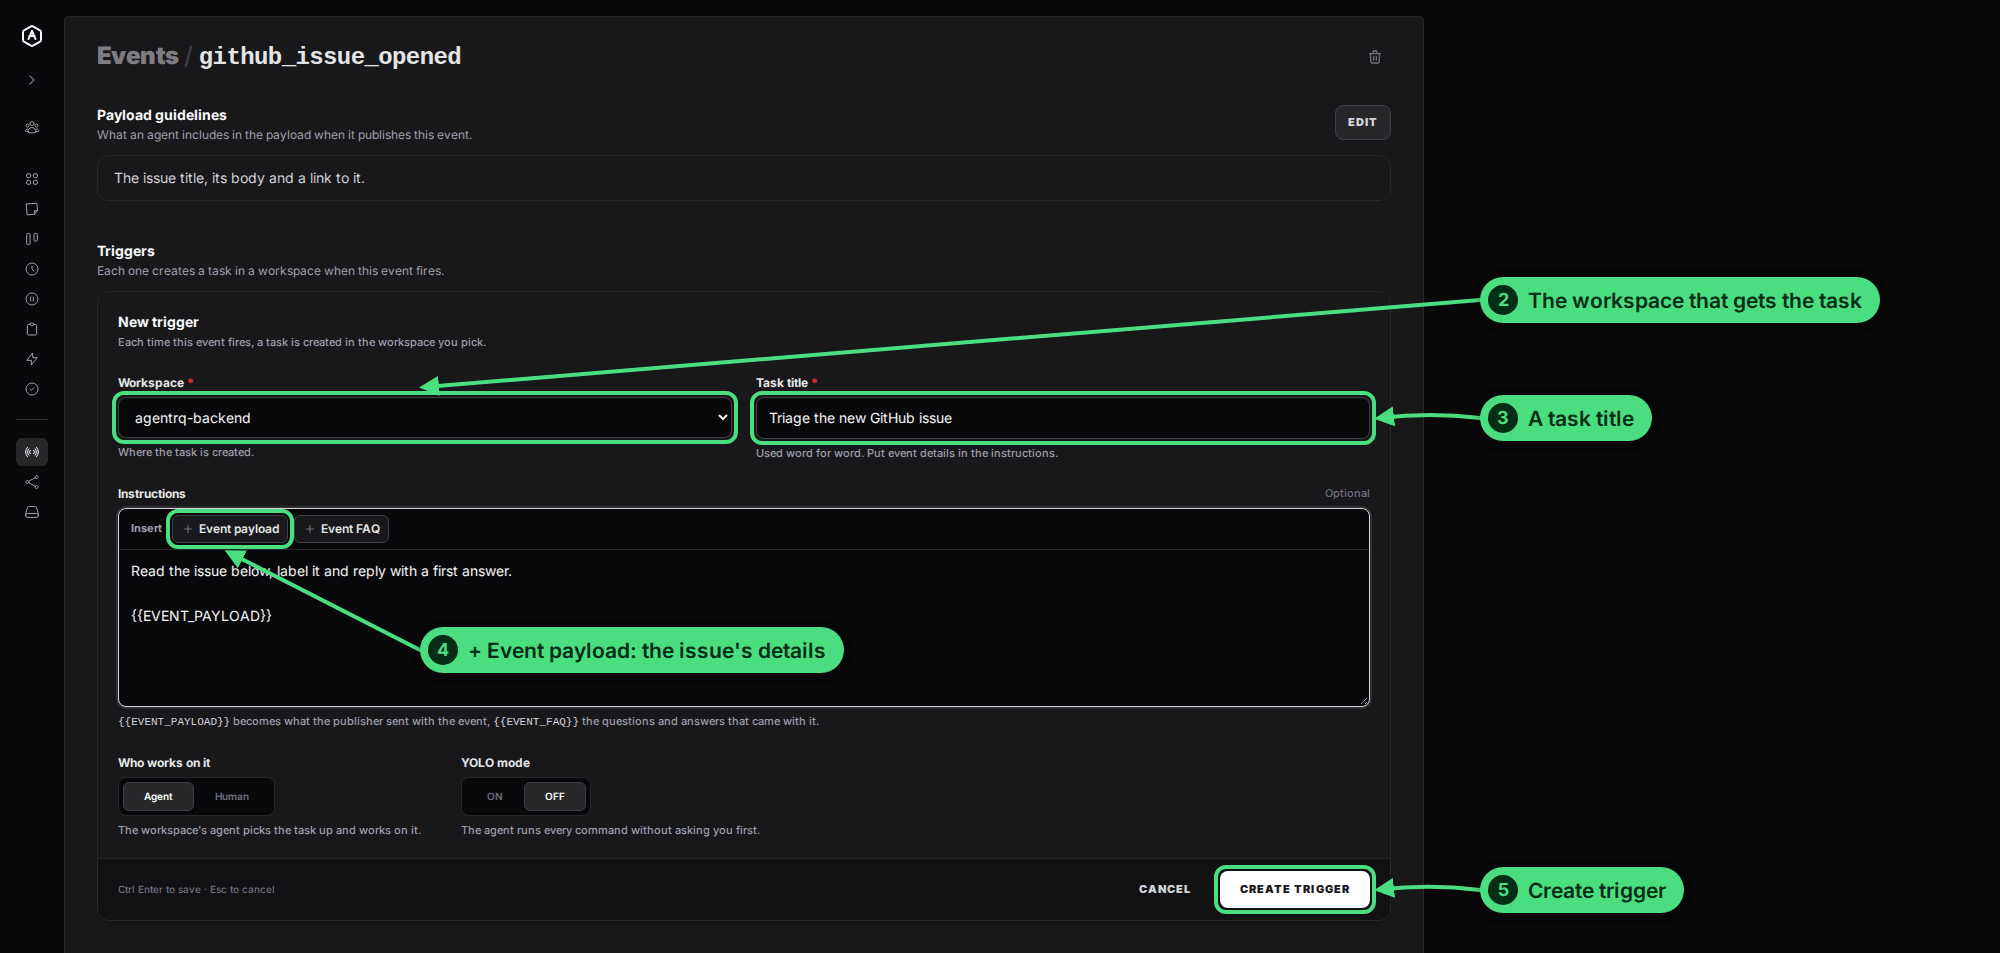 Events / github_issue_opened
Payload guidelines
What an agent includes in the payload when it publishes this event.
EDIT
The issue title, its body and a link to it.
Triggers
Each one creates a task in a workspace when this event fires.
2 The workspace that gets the task
New trigger
Each time this event fires, a task is created in the workspace you pick.
Workspace *
Task title *
agentrq-backend
Triage the new GitHub issue
3 A task title
Where the task is created.
Used word for word. Put event details in the instructions.
Instructions
Optional
Insert + Event payload + Event FAQ
Read the issue below, label it and reply with a first answer.
{{EVENT_PAYLOAD}}
4 + Event payload: the issue's details
{{EVENT_PAYLOAD}} becomes what the publisher sent with the event, {{EVENT_FAQ}} the questions and answers that came with it.
Who works on it
YOLO mode
Agent Human
ON OFF
The workspace's agent picks the task up and works on it.
The agent runs every command without asking you first.
Ctrl Enter to save · Esc to cancel
CANCEL
CREATE TRIGGER
5 Create trigger